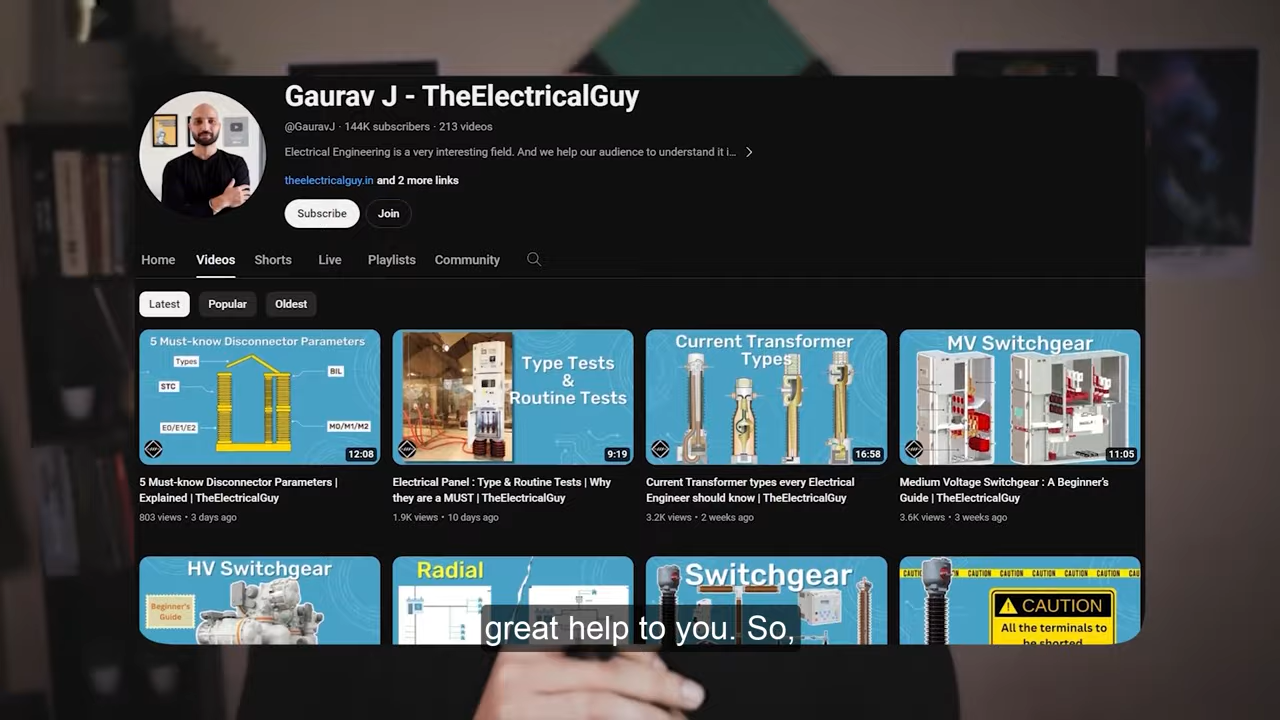 Gaurav J - TheElectricalGuy
@GauravJ · 144K subscribers · 213 videos
Electrical Engineering is a very interesting field. And we help our audience to understand it i...
theelectricalguy.in and 2 more links
Subscribe
Join
Home
Videos
Shorts
Live
Playlists
Community
Latest
Popular
Oldest
5 Must-know Disconnector Parameters
Types
BIL
STC
E0/E1/E2
M0/M1/M2
12:08
Type Tests
&
Routine Tests
9:19
Current Transformer
Types
16:58
MV Switchgear
11:05
5 Must-know Disconnector Parameters |
Explained | TheElectricalGuy
803 views • 3 days ago
Electrical Panel : Type & Routine Tests | Why
they are a MUST | TheElectricalGuy
1.9K views • 10 days ago
Current Transformer types every Electrical
Engineer should know | TheElectricalGuy
3.2K views • 2 weeks ago
Medium Voltage Switchgear : A Beginner's
Guide | TheElectricalGuy
3.6K views • 3 weeks ago
HV Switchgear
Beginner's
Guide
Radial
Switchgear
CAUTION CAUTION CAUTION CAUTION CAUTION
CAUTION
All the terminals to
be shorted
great help to you. So,